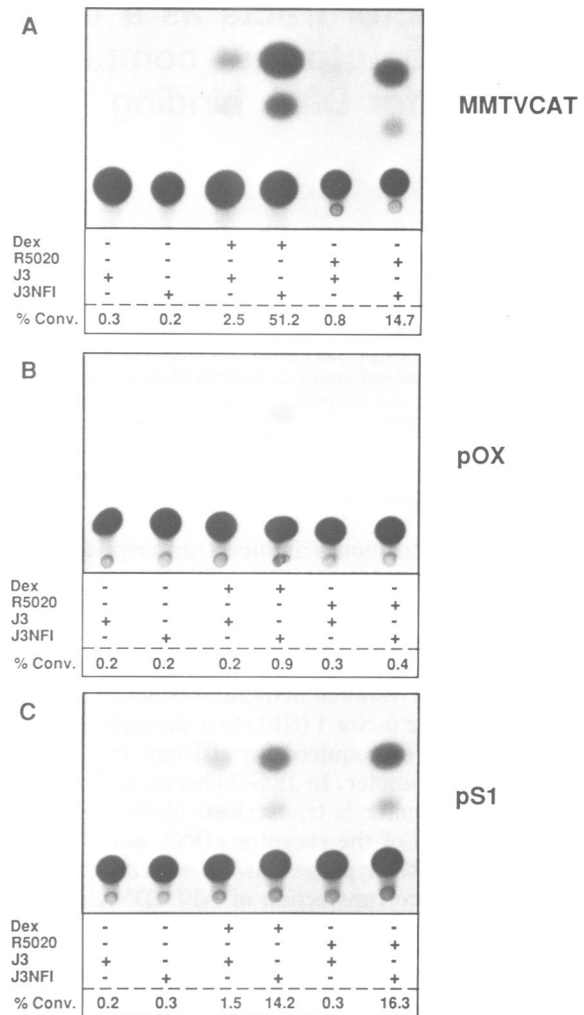 A
MMTVCAT
Dex - - + + - -
R5020 - - - - + +
J3 + - + - + -
J3NFI - + - + - +
% Conv. 0.3 0.2 2.5 51.2 0.8 14.7
B
pOX
Dex - - + + - -
R5020 - - - - + +
J3 + - + - + -
J3NFI - + - + - +
% Conv. 0.2 0.2 0.2 0.9 0.3 0.4
C
pS1
Dex - - + + - -
R5020 - - - - + +
J3 + - + - + -
J3NFI - + - + - +
% Conv. 0.2 0.3 1.5 14.2 0.3 16.3